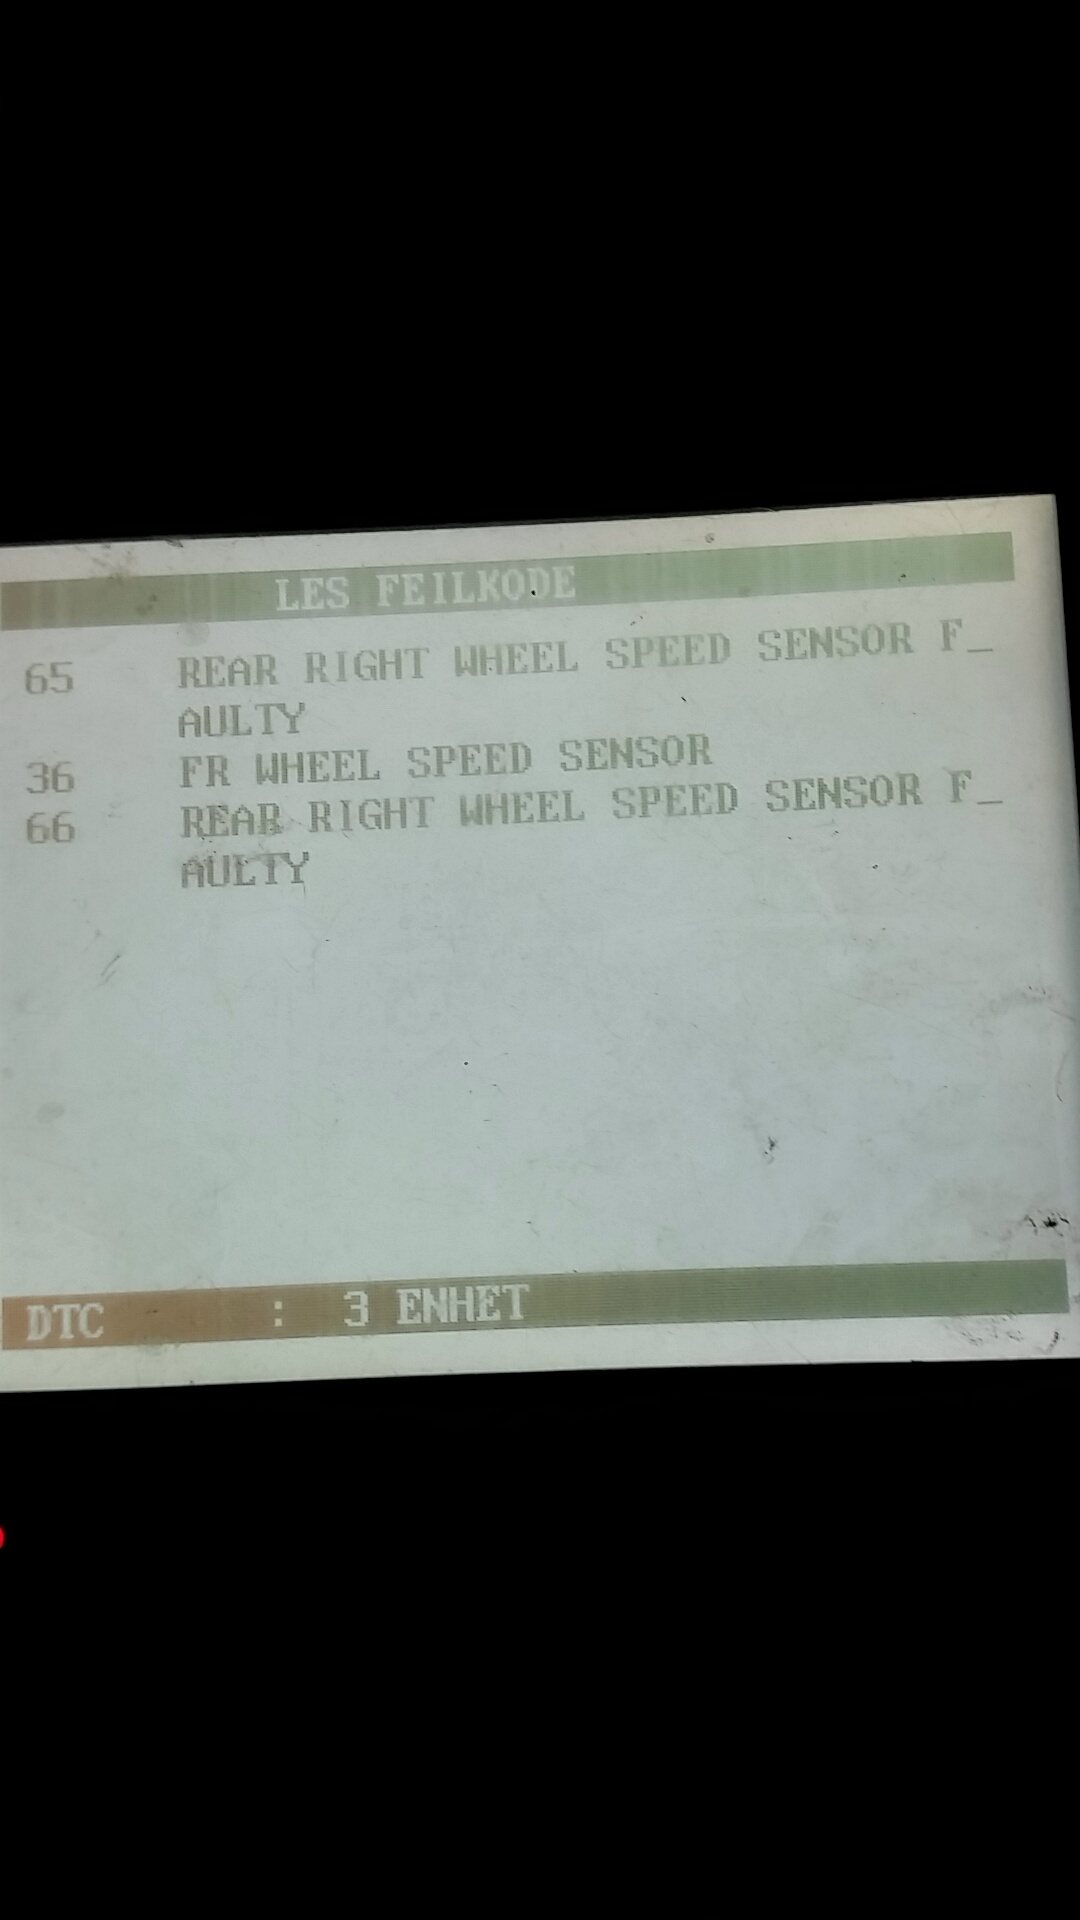 LES FEILKODE
65 REAR RIGHT WHEEL SPEED SENSOR F_
AULTY
36 FR WHEEL SPEED SENSOR
66 REAR RIGHT WHEEL SPEED SENSOR F_
AULTY
DTC : 3 ENHET